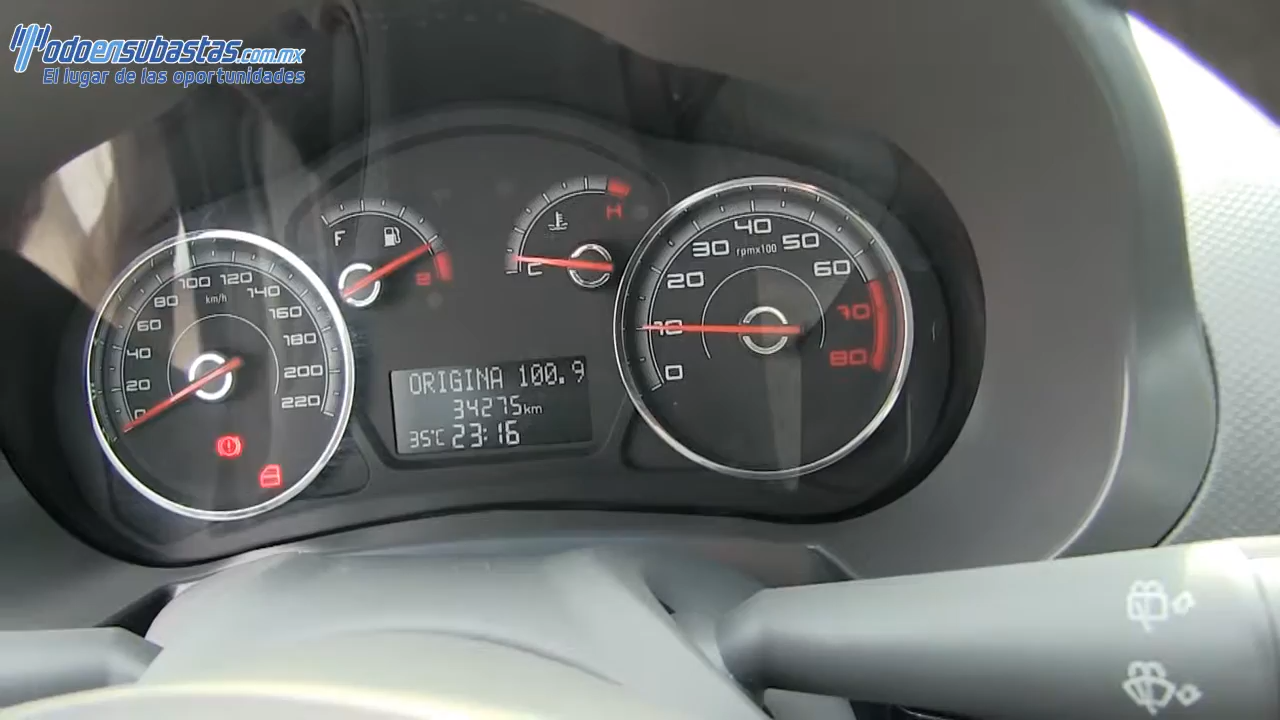 Todoensubastas.com.mx
El lugar de las oportunidades
F
H
C
0
20
40
60
80
100
120
140
160
180
200
220
km/h
0
10
20
30
40
50
60
70
80
rpmx100
ORIGINA 100.9
34275km
35°C 23:16